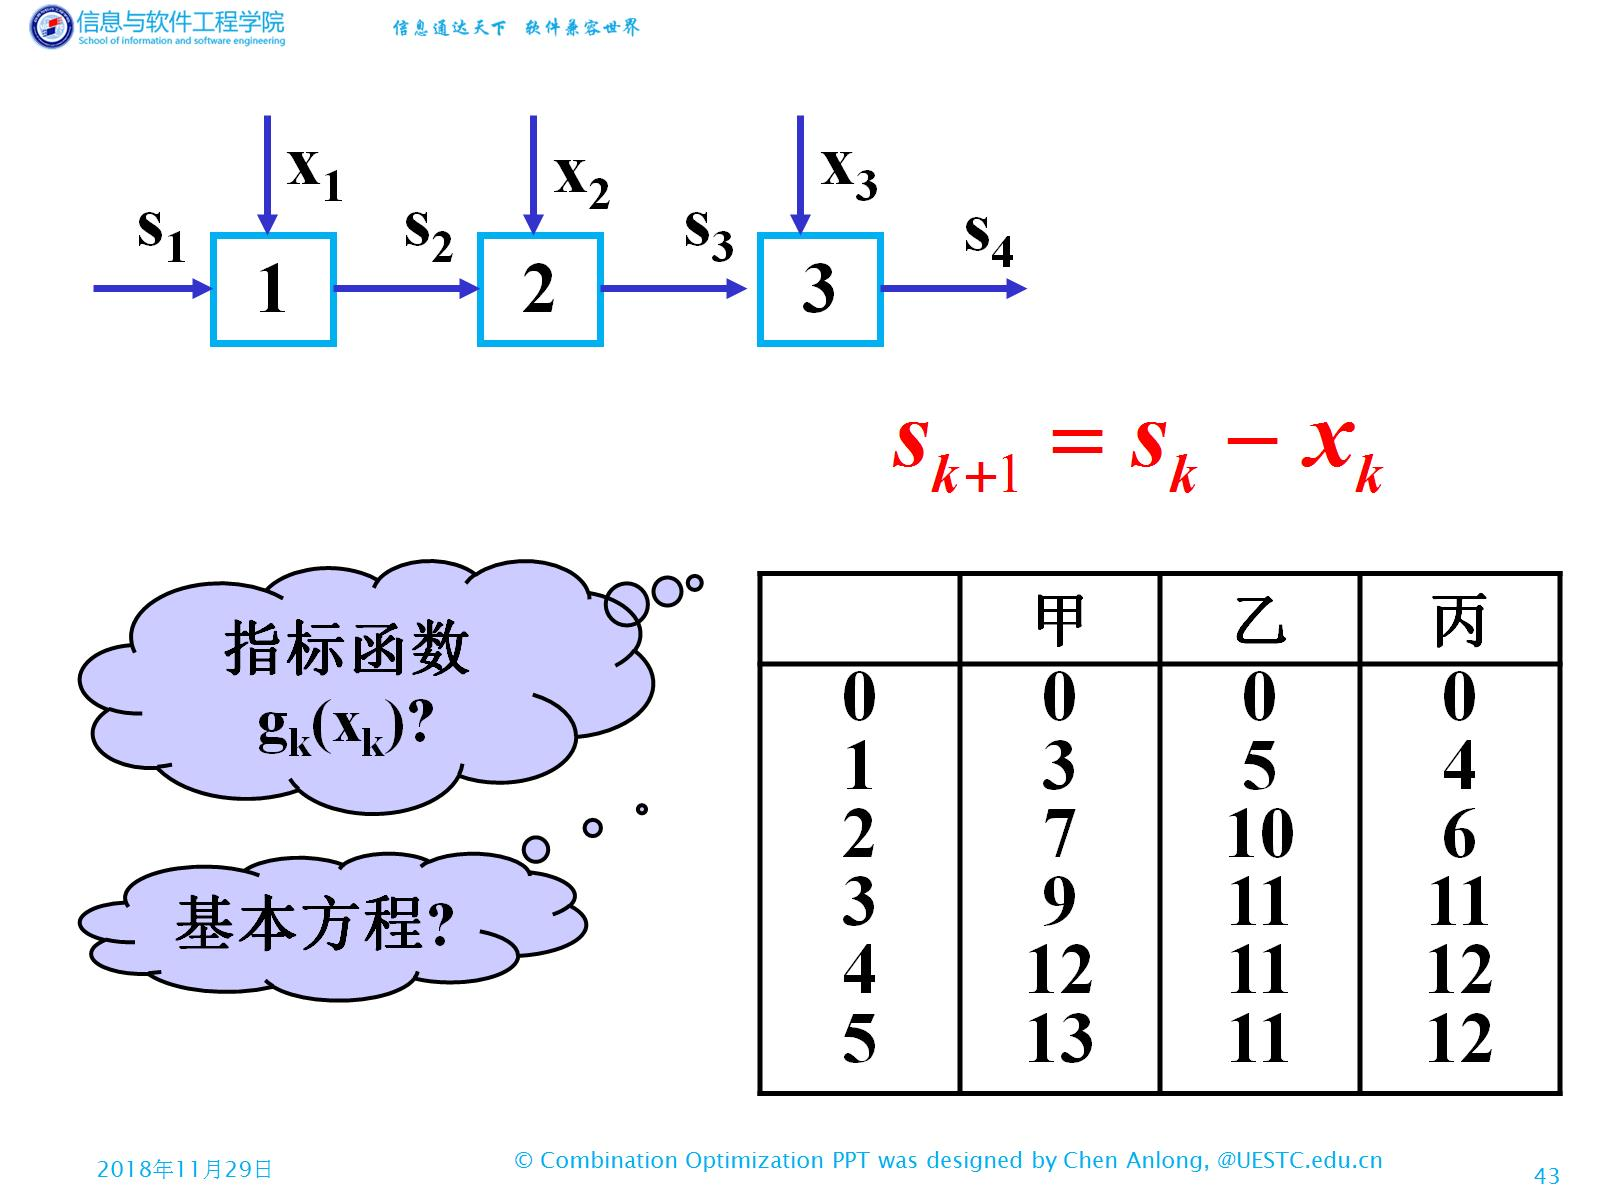 信息与软件工程学院
School of information and software engineering
信息通达天下 软件兼容世界
x1 x2 x3
s1 s2 s3 s4
1 2 3
sk+1 = sk − xk
指标函数
gk(xk)?
基本方程?
甲 乙 丙
0 0 0 0
1 3 5 4
2 7 10 6
3 9 11 11
4 12 11 12
5 13 11 12
2018年11月29日
© Combination Optimization PPT was designed by Chen Anlong, @UESTC.edu.cn
43